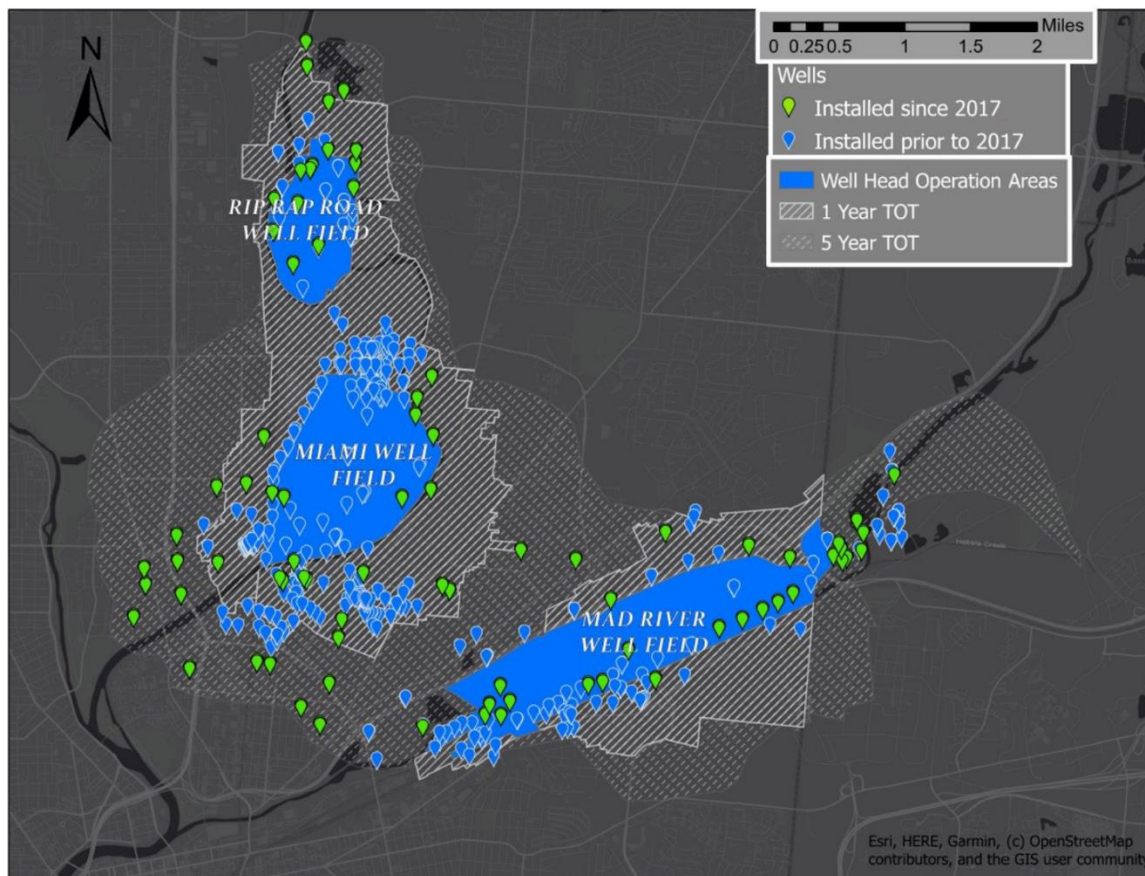 N
Miles
0 0.25 0.5 1 1.5 2
Wells
Installed since 2017
Installed prior to 2017
Well Head Operation Areas
1 Year TOT
5 Year TOT
RIP RAP ROAD
WELL FIELD
MIAMI WELL
FIELD
MAD RIVER
WELL FIELD
Esri, HERE, Garmin, (c) OpenStreetMap
contributors, and the GIS user community